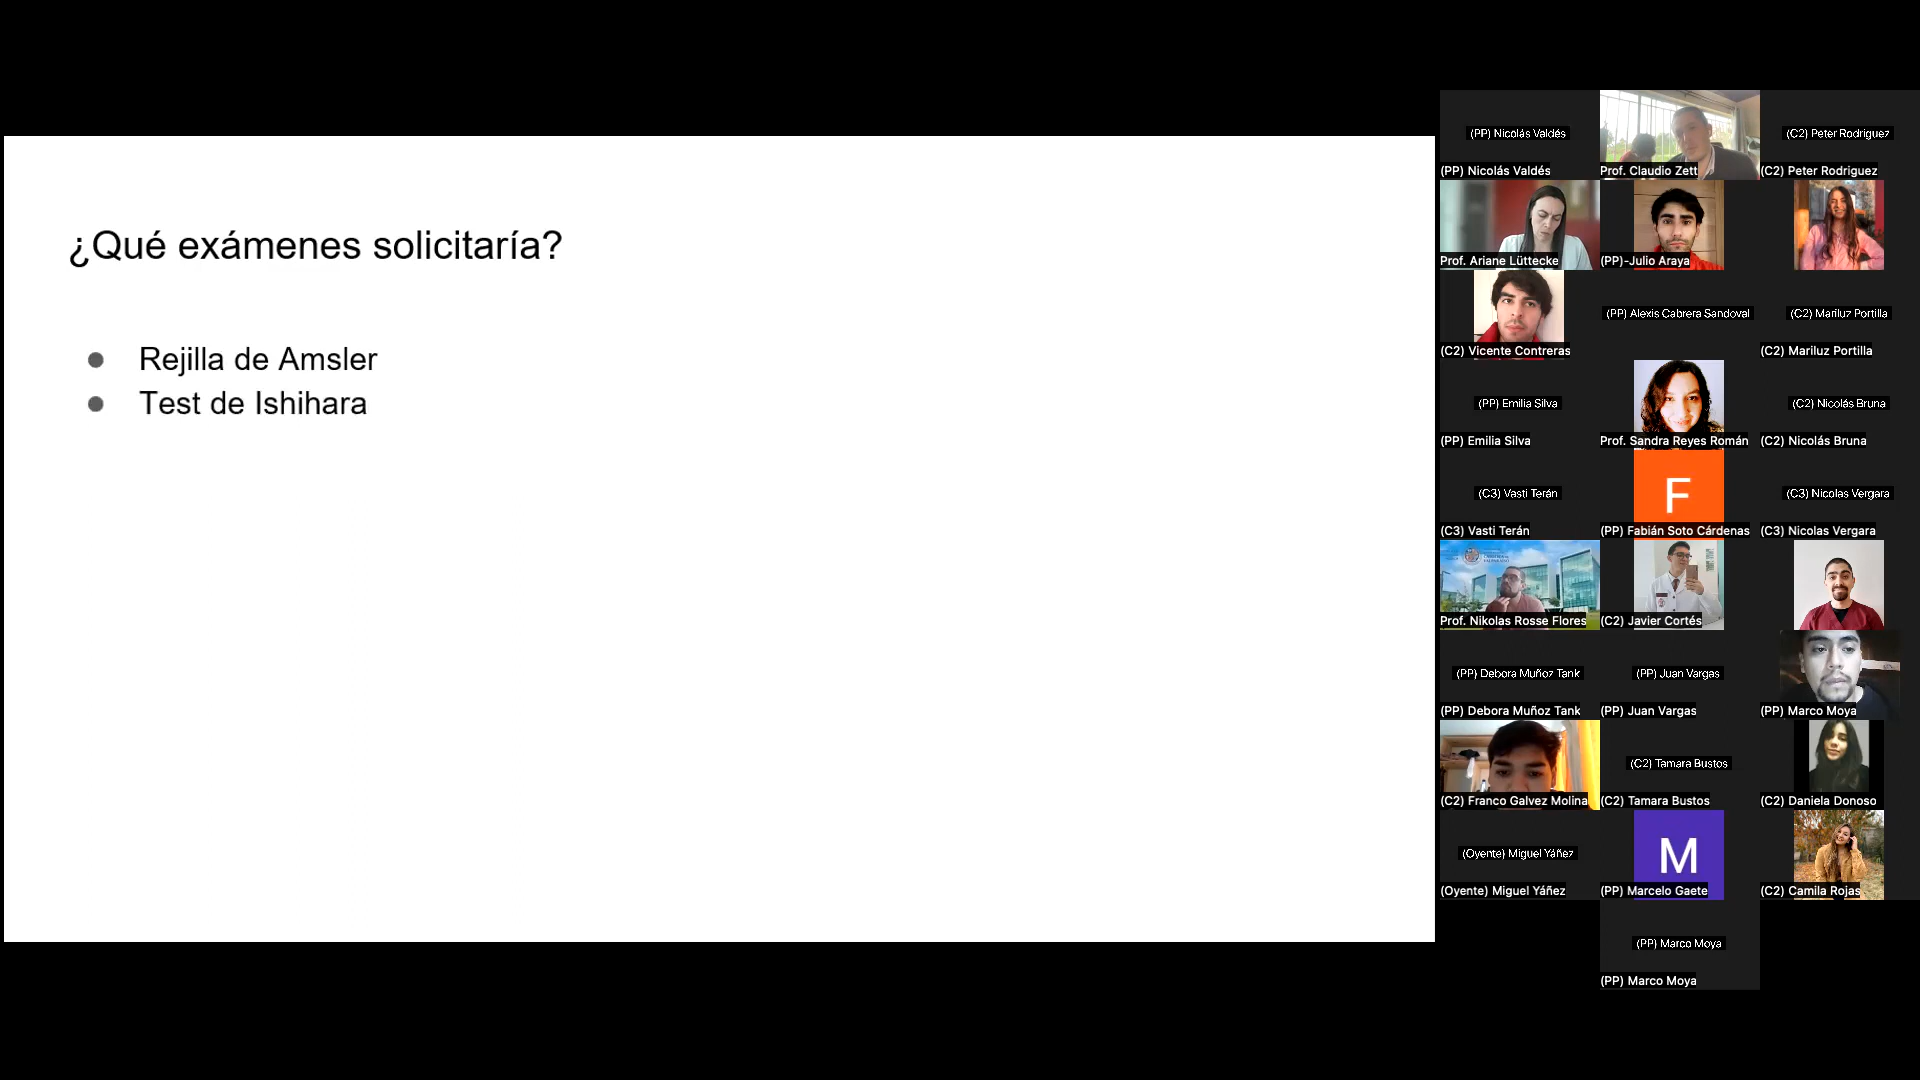 ¿Qué exámenes solicitaría?
● Rejilla de Amsler
● Test de Ishihara
(PP) Nicolás Valdés
(PP) Nicolás Valdés
Prof. Claudio Zett
(C2) Peter Rodriguez
(C2) Peter Rodriguez
Prof. Ariane Lüttecke
(PP)-Julio Araya
(C2) Vicente Contreras
(PP) Alexis Cabrera Sandoval
(C2) Mariluz Portilla
(C2) Mariluz Portilla
(PP) Emilia Silva
(PP) Emilia Silva
Prof. Sandra Reyes Román
(C2) Nicolás Bruna
(C2) Nicolás Bruna
(C3) Vasti Terán
(C3) Vasti Terán
F
(PP) Fabián Soto Cárdenas
(C3) Nicolas Vergara
(C3) Nicolas Vergara
Prof. Nikolas Rosse Flores
(C2) Javier Cortés
(PP) Debora Muñoz Tank
(PP) Debora Muñoz Tank
(PP) Juan Vargas
(PP) Juan Vargas
(PP) Marco Moya
(C2) Franco Galvez Molina
(C2) Tamara Bustos
(C2) Tamara Bustos
(C2) Daniela Donoso
(Oyente) Miguel Yáñez
(Oyente) Miguel Yáñez
M
(PP) Marcelo Gaete
(C2) Camila Rojas
(PP) Marco Moya
(PP) Marco Moya